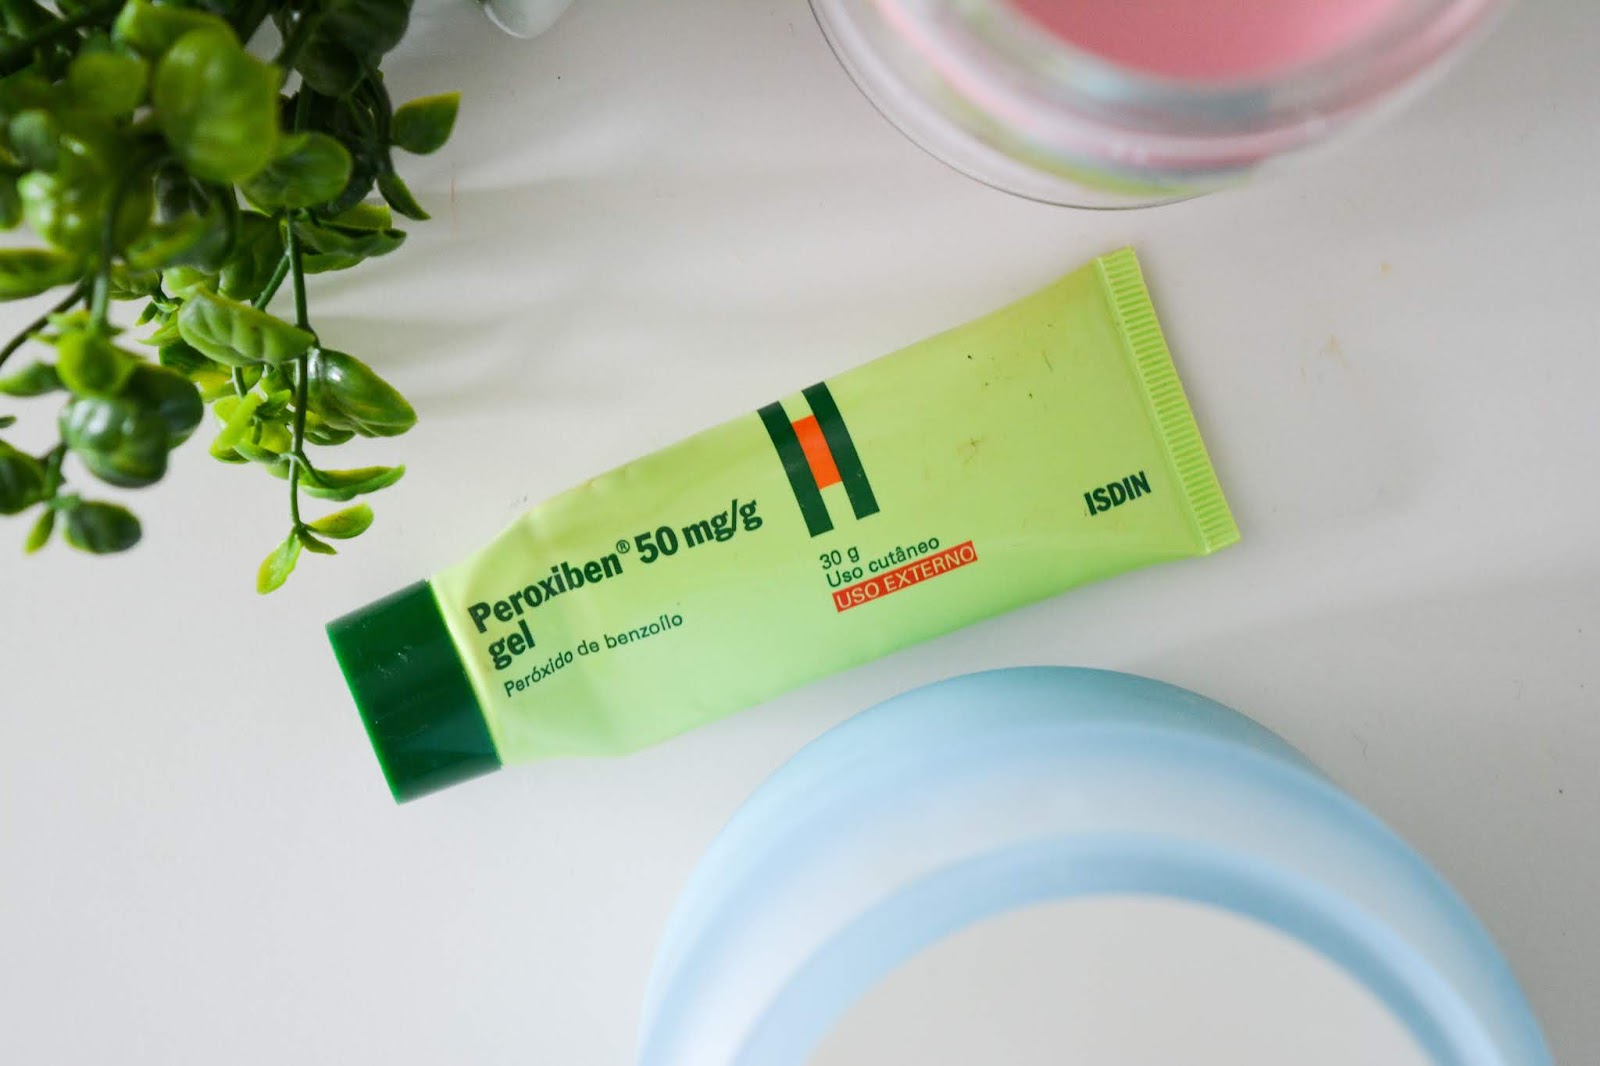 Peroxiben® 50 mg/g
gel
Peróxido de benzoílo
30 g
Uso cutâneo
USO EXTERNO
ISDIN